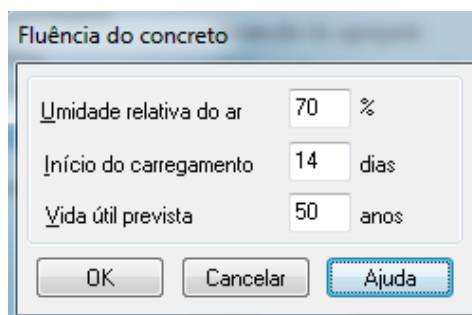 Fluência do concreto
Umidade relativa do ar 70 %
Início do carregamento 14 dias
Vida útil prevista 50 anos
OK Cancelar Ajuda